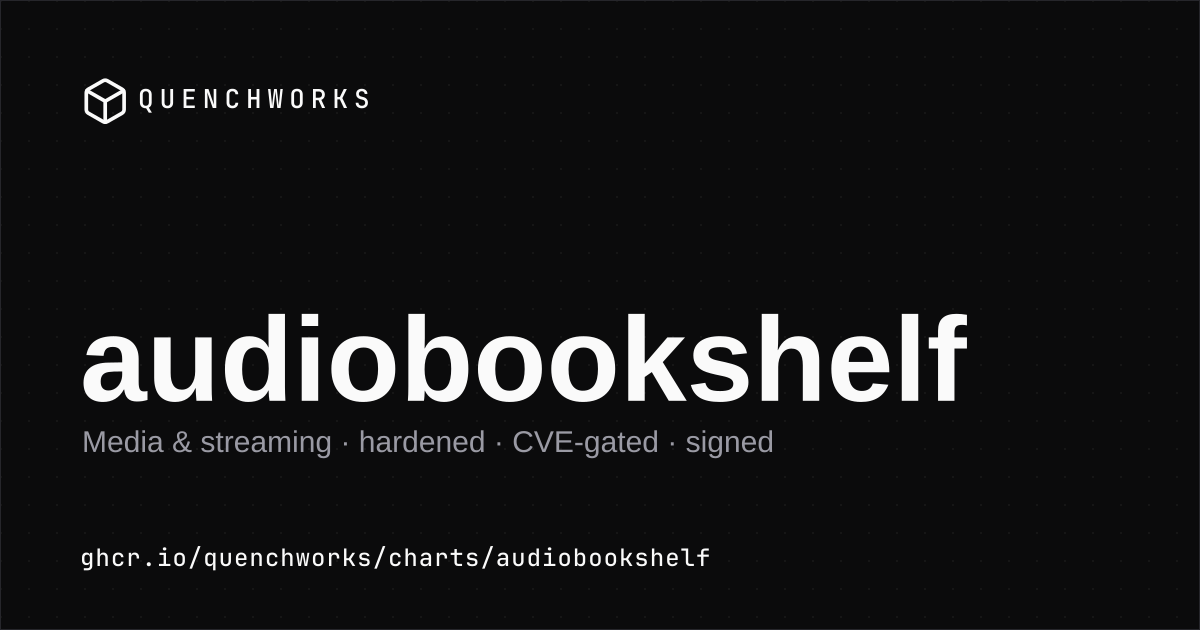 QUENCHWORKS
audiobookshelf
Media & streaming · hardened · CVE-gated · signed
ghcr.io/quenchworks/charts/audiobookshelf